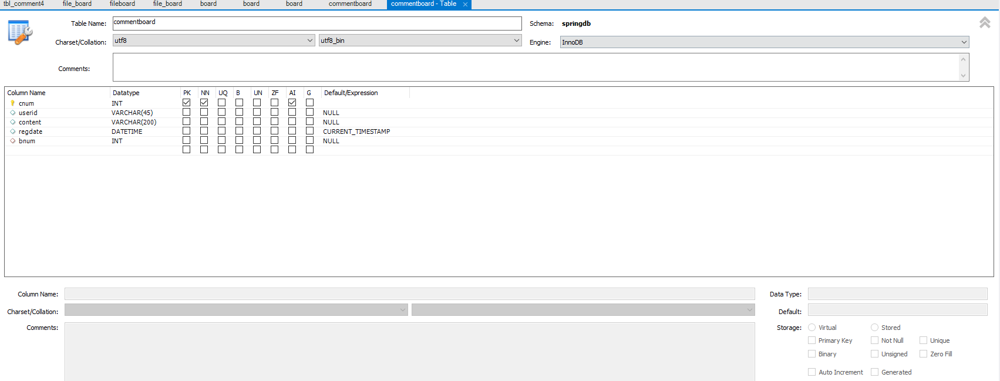 tbl_comment4 file_board fileboard file_board board board board commentboard commentboard - Table
Table Name: commentboard Schema: springdb
Charset/Collation: utf8 utf8_bin Engine: InnoDB
Comments:
Column Name Datatype PK NN UQ B UN ZF AI G Default/Expression
cnum INT
userid VARCHAR(45) NULL
content VARCHAR(200) NULL
regdate DATETIME CURRENT_TIMESTAMP
bnum INT NULL
Column Name: Data Type:
Charset/Collation: Default:
Comments: Storage: Virtual Stored
Primary Key Not Null Unique
Binary Unsigned Zero Fill
Auto Increment Generated